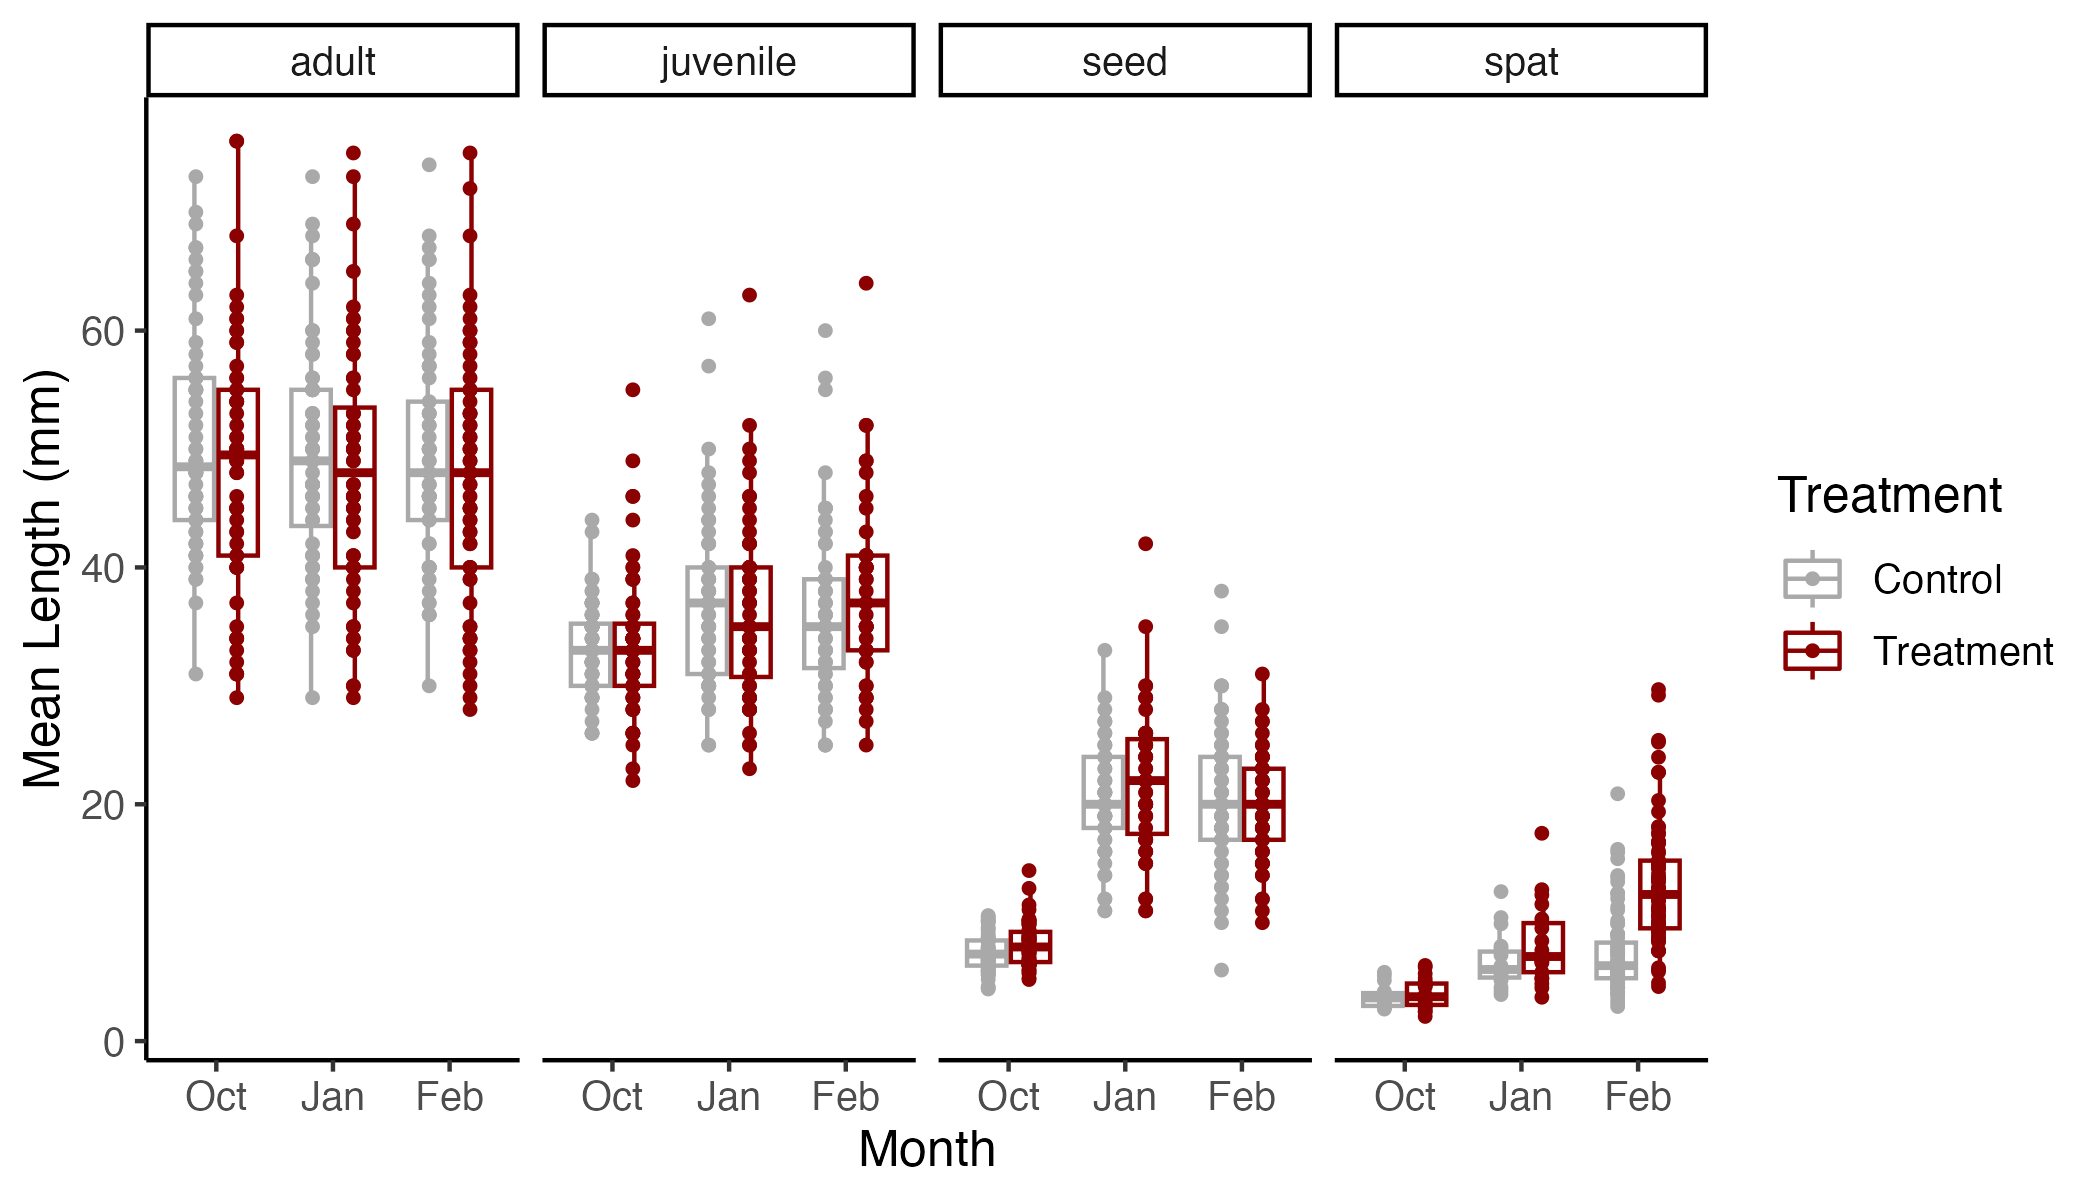 adult juvenile seed spat
Mean Length (mm)
60
40
20
0
Oct Jan Feb Oct Jan Feb Oct Jan Feb Oct Jan Feb
Month
Treatment
Control
Treatment